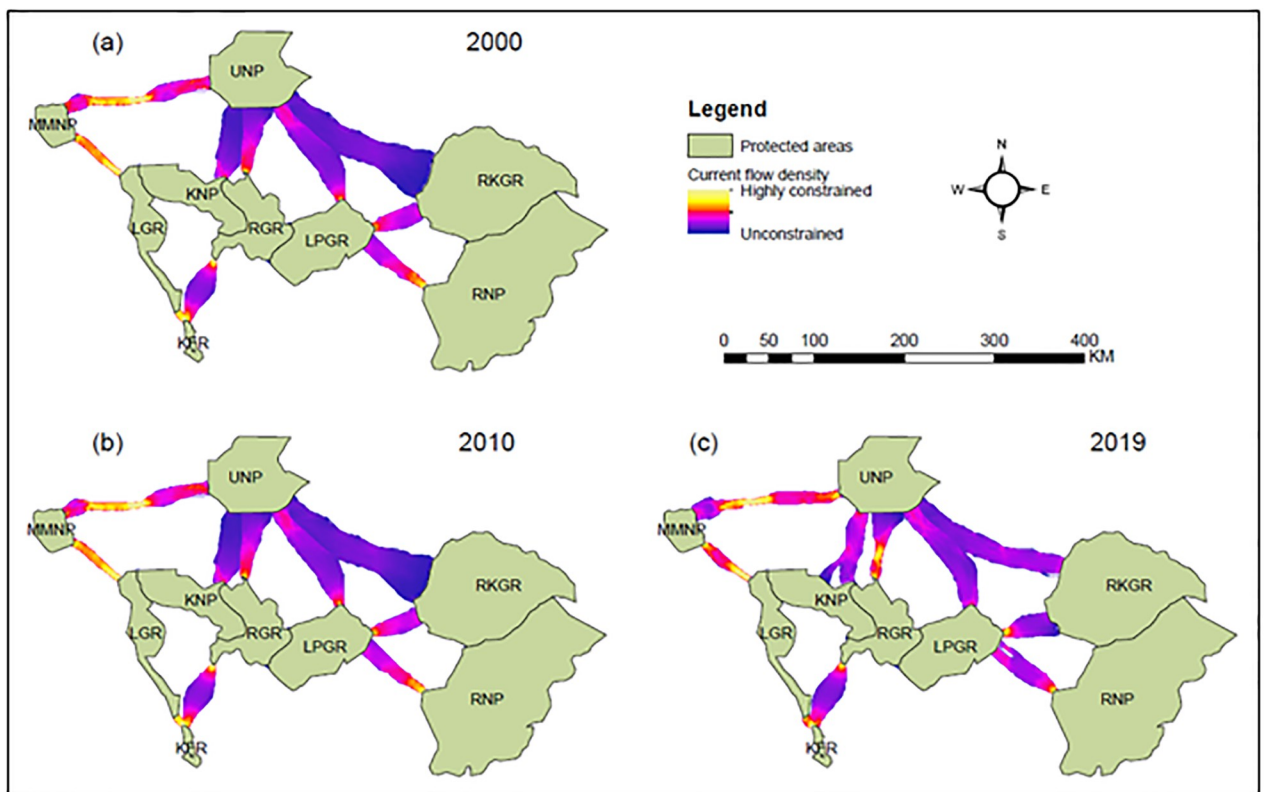 (a)
2000
UNP
MMNP
KNP
LGR
RGR
LPGR
RKGR
RNP
KFR
Legend
Protected areas
Current flow density
Highly constrained
Unconstrained
N
W
E
S
0 50 100 200 300 400
KM
(b)
2010
UNP
MMNP
KNP
LGR
RGR
LPGR
RKGR
RNP
KFR
(c)
2019
UNP
MMNP
KNP
LGR
RGR
LPGR
RKGR
RNP
KFR